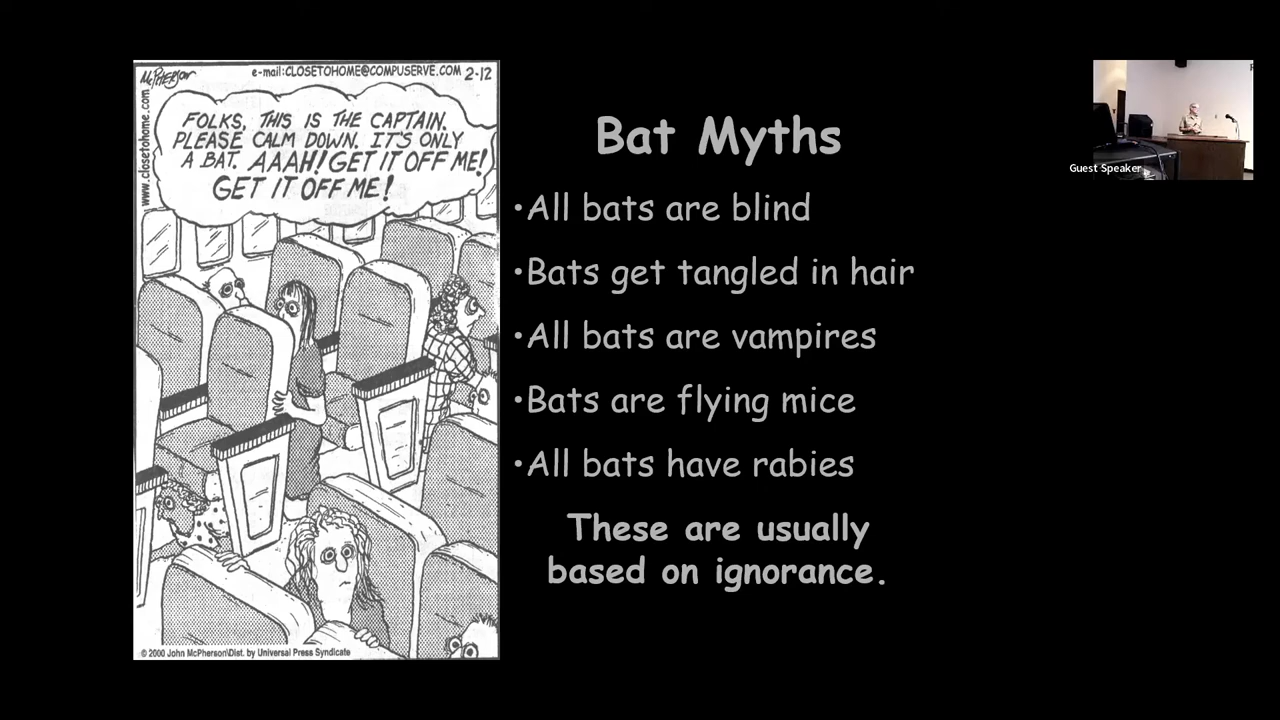 McPHERSON
e-mail:CLOSETOHOME@COMPUSERVE.COM 2-12
www.closetohome.com
FOLKS, THIS IS THE CAPTAIN.
PLEASE CALM DOWN. IT'S ONLY
A BAT. AAAH! GET IT OFF ME!
GET IT OFF ME!
© 2000 John McPherson\Dist. by Universal Press Syndicate
Bat Myths
•All bats are blind
•Bats get tangled in hair
•All bats are vampires
•Bats are flying mice
•All bats have rabies
These are usually
based on ignorance.
Guest Speaker